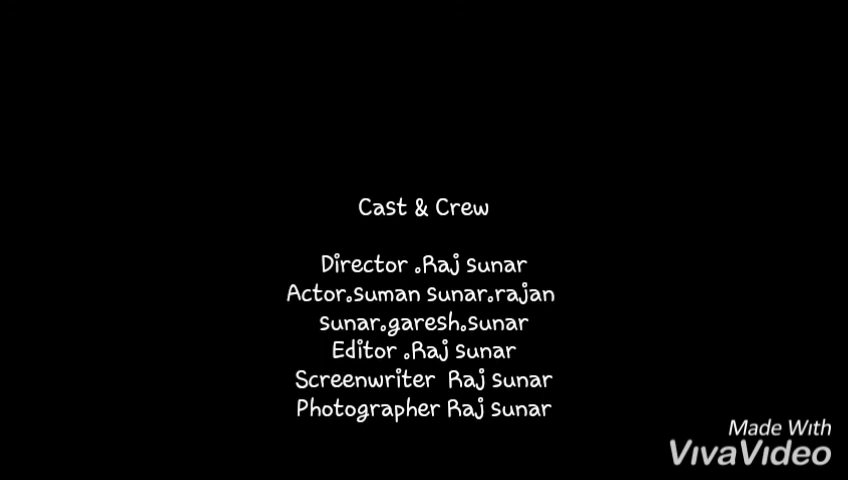 Cast & Crew
Director .Raj sunar
Actor.suman sunar.rajan
sunar.garesh.sunar
Editor .Raj sunar
Screenwriter Raj sunar
Photographer Raj sunar
Made With
VivaVideo